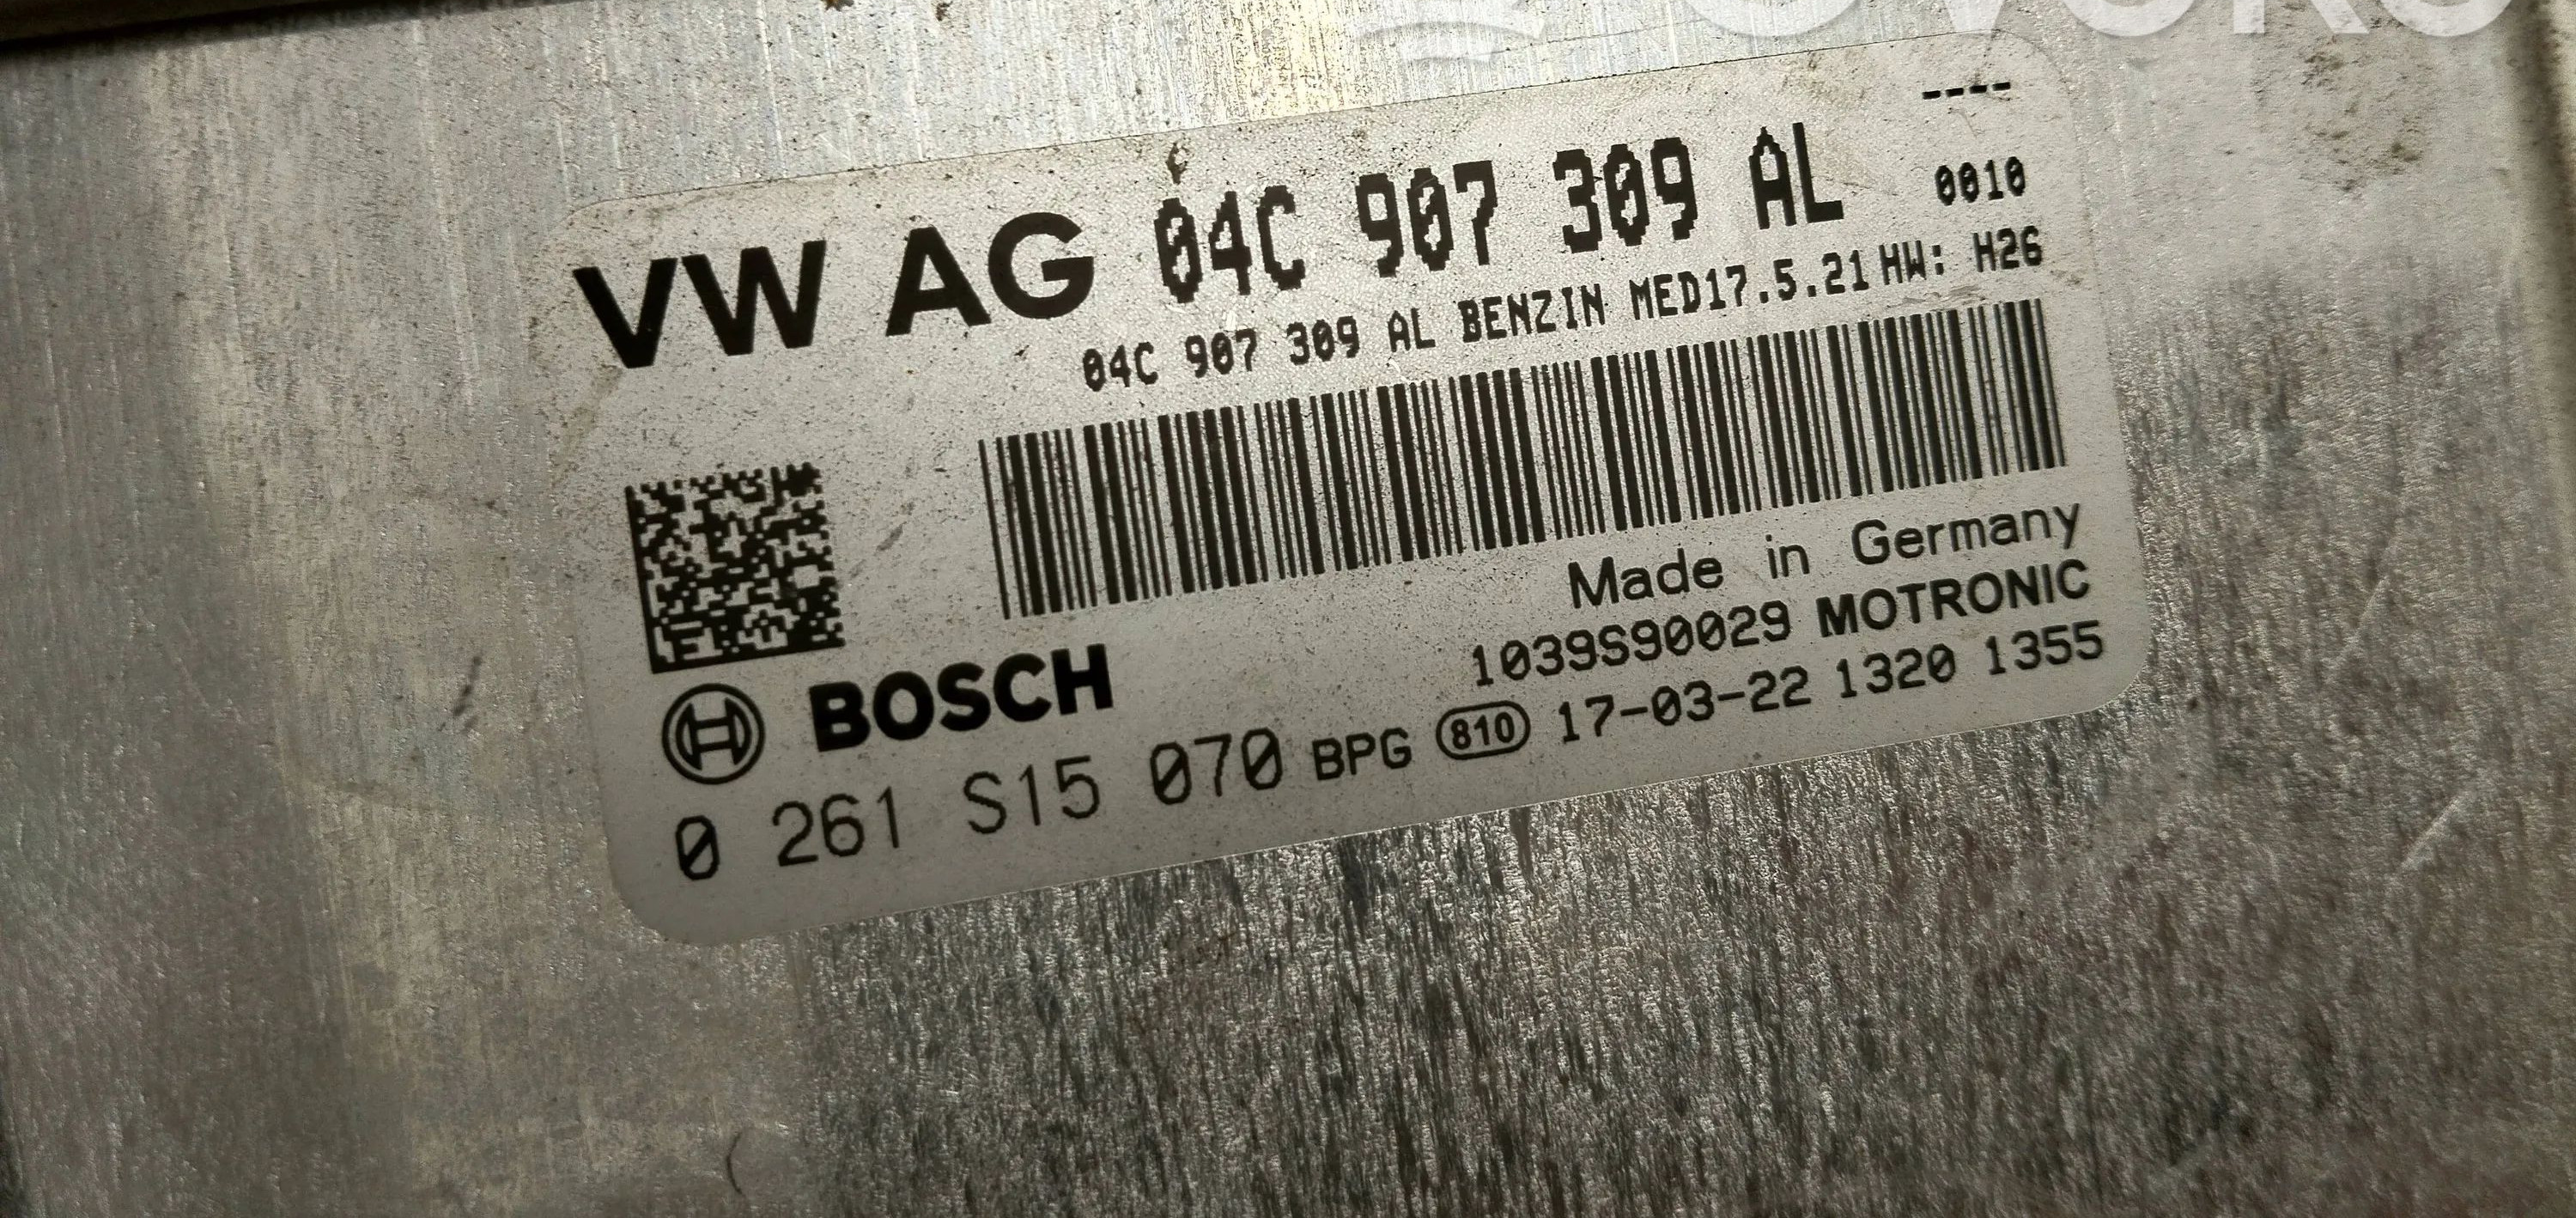 ----
VW AG 04C 907 309 AL 0010
04C 907 309 AL BENZIN MED17.5.21 HW: H26
Made in Germany
1039S90029 MOTRONIC
BOSCH
0 261 S15 070 BPG 810 17-03-22 1320 1355